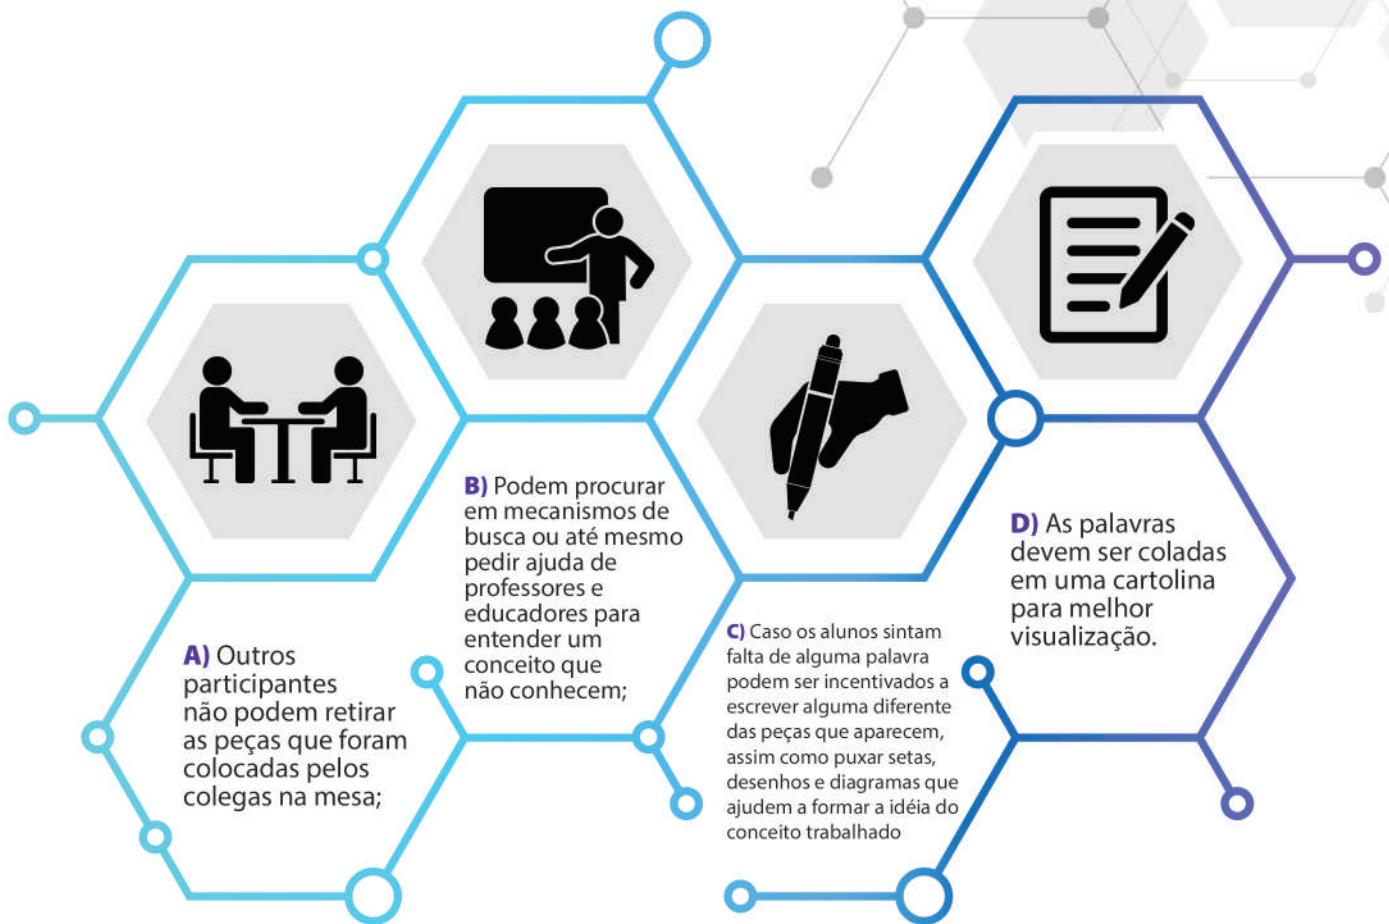 A) Outros
participantes
não podem retirar
as peças que foram
colocadas pelos
colegas na mesa;
B) Podem procurar
em mecanismos de
busca ou até mesmo
pedir ajuda de
professores e
educadores para
entender um
conceito que
não conhecem;
C) Caso os alunos sintam
falta de alguma palavra
podem ser incentivados a
escrever alguma diferente
das peças que aparecem,
assim como puxar setas,
desenhos e diagramas que
ajudem a formar a idéia do
conceito trabalhado
D) As palavras
devem ser coladas
em uma cartolina
para melhor
visualização.